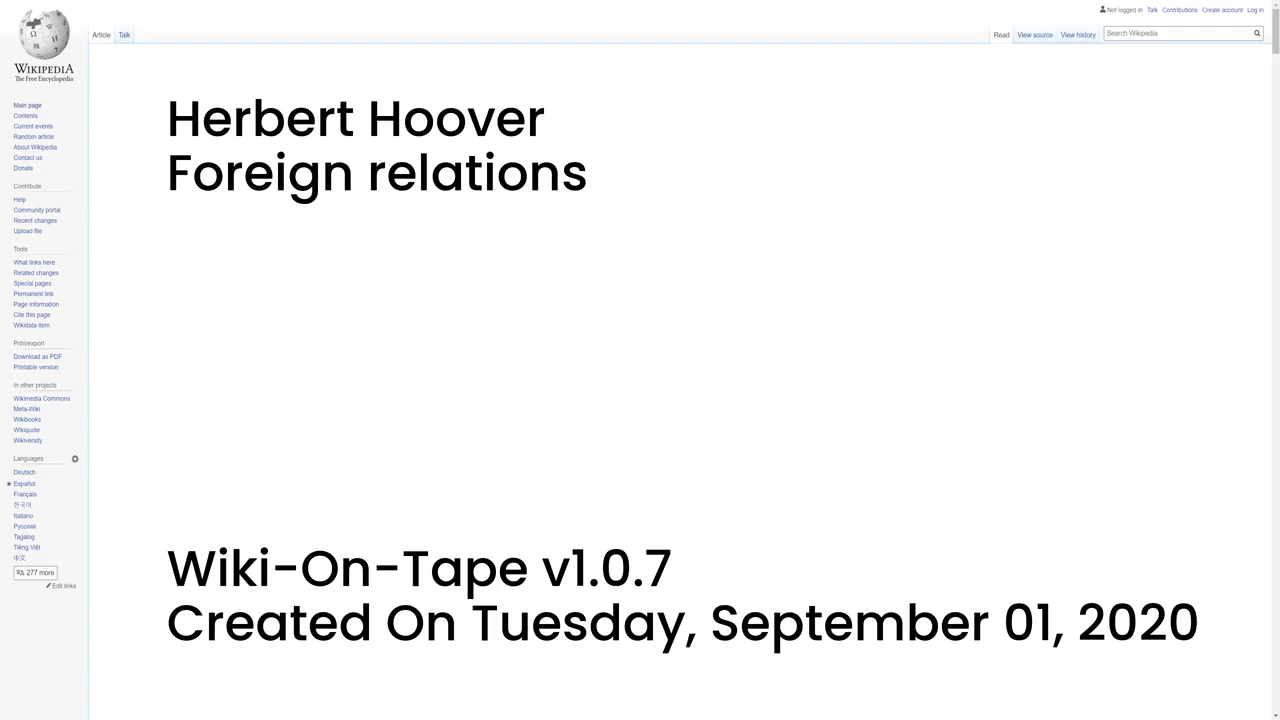 Not logged in Talk Contributions Create account Log in
Article Talk Read View source View history Search Wikipedia
WIKIPEDIA
The Free Encyclopedia
Main page
Contents
Current events
Random article
About Wikipedia
Contact us
Donate
Contribute
Help
Community portal
Recent changes
Upload file
Tools
What links here
Related changes
Special pages
Permanent link
Page information
Cite this page
Wikidata item
Print/export
Download as PDF
Printable version
In other projects
Wikimedia Commons
Meta-Wiki
Wikibooks
Wikiquote
Wikiversity
Languages
Deutsch
Español
Français
한국어
Italiano
Русский
Tagalog
Tiếng Việt
中文
277 more
Edit links
Herbert Hoover
Foreign relations
Wiki-On-Tape v1.0.7
Created On Tuesday, September 01, 2020